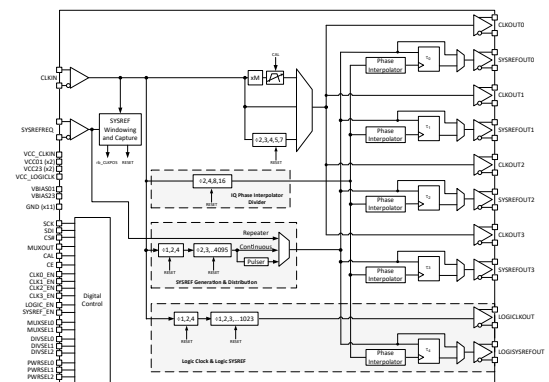 CLKIN
SYSREFREQ
VCC_CLKIN
VCC01 (x2)
VCC23 (x2)
VCC_LOGICLK
VBIAS01
VBIAS23
GND (x11)
SCK
SDI
CS#
MUXOUT
CAL
CE
CLK0_EN
CLK1_EN
CLK2_EN
CLK3_EN
LOGIC_EN
SYSREF_EN
MUXSEL0
MUXSEL1
DIVSEL0
DIVSEL1
DIVSEL2
PWRSEL0
PWRSEL1
PWRSEL2
Digital
Control
SYSREF
Windowing
and Capture
rb_CLKPOS
RESET
CAL
xM
÷2,3,4,5,7
RESET
÷2,4,8,16
RESET
IQ Phase Interpolator
Divider
Repeater
Continuous
Pulser
÷1,2,4
÷2,3,..4095
RESET
RESET
SYSREF Generation & Distribution
÷1,2,4
÷1,2,3,...1023
RESET
RESET
Logic Clock & Logic SYSREF
CLKOUT0
Phase
Interpolator
τ0
SYSREFOUT0
CLKOUT1
Phase
Interpolator
τ1
SYSREFOUT1
CLKOUT2
Phase
Interpolator
τ2
SYSREFOUT2
CLKOUT3
Phase
Interpolator
τ3
SYSREFOUT3
LOGICLKOUT
Phase
Interpolator
τ4
LOGISYSREFOUT